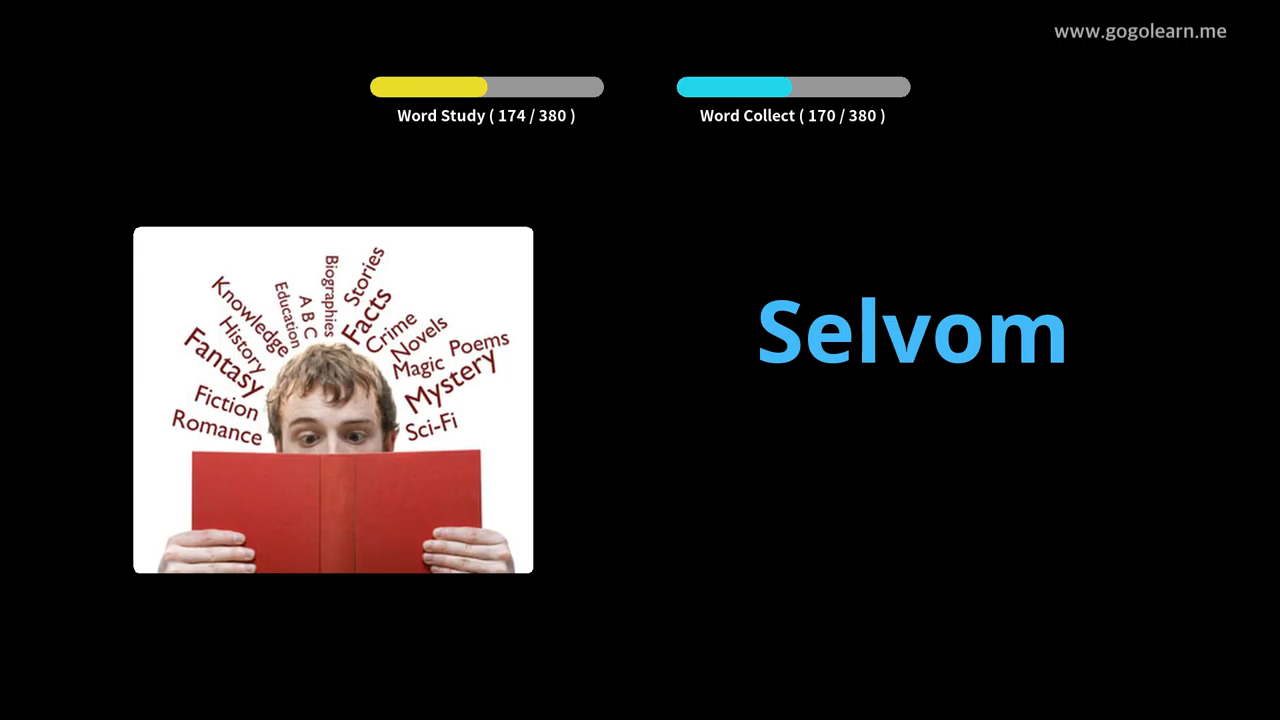 www.gogolearn.me
Word Study ( 174 / 380 )
Word Collect ( 170 / 380 )
Selvom
Romance
Fiction
Fantasy
History
Knowledge
Education
A B C
Biographies
Stories
Facts
Crime
Novels
Magic
Poems
Mystery
Sci-Fi